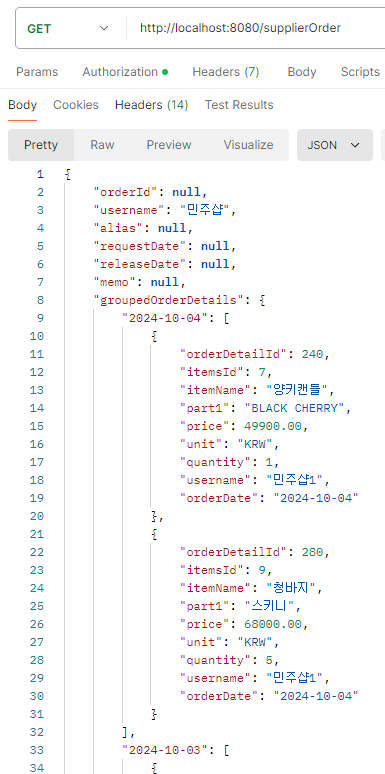 GET http://localhost:8080/supplierOrder
Params Authorization Headers (7) Body Scripts
Body Cookies Headers (14) Test Results
Pretty Raw Preview Visualize JSON
1 {
2 "orderId": null,
3 "username": "민주샵",
4 "alias": null,
5 "requestDate": null,
6 "releaseDate": null,
7 "memo": null,
8 "groupedOrderDetails": {
9 "2024-10-04": [
10 {
11 "orderDetailId": 240,
12 "itemsId": 7,
13 "itemName": "양키캔들",
14 "part1": "BLACK CHERRY",
15 "price": 49900.00,
16 "unit": "KRW",
17 "quantity": 1,
18 "username": "민주샵1",
19 "orderDate": "2024-10-04"
20 },
21 {
22 "orderDetailId": 280,
23 "itemsId": 9,
24 "itemName": "청바지",
25 "part1": "스키니",
26 "price": 68000.00,
27 "unit": "KRW",
28 "quantity": 5,
29 "username": "민주샵1",
30 "orderDate": "2024-10-04"
31 }
32 ],
33 "2024-10-03": [
34 {